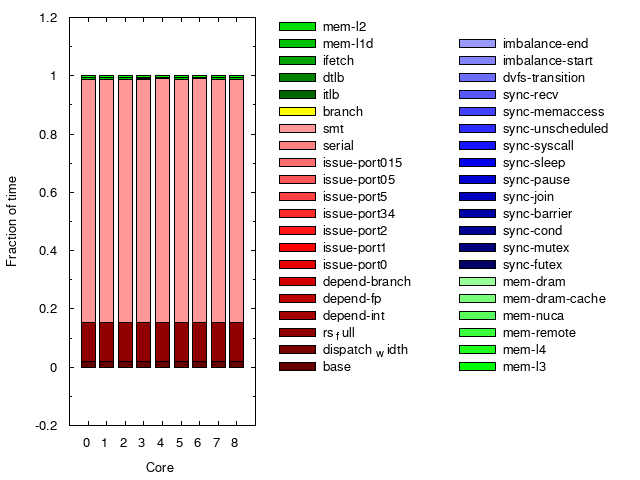 1.2
1
0.8
0.6
0.4
0.2
0
-0.2
Fraction of time
0 1 2 3 4 5 6 7 8
Core
mem-l2
mem-l1d
ifetch
dtlb
itlb
branch
smt
serial
issue-port015
issue-port05
issue-port5
issue-port34
issue-port2
issue-port1
issue-port0
depend-branch
depend-fp
depend-int
rsfull
dispatchwidth
base
imbalance-end
imbalance-start
dvfs-transition
sync-recv
sync-memaccess
sync-unscheduled
sync-syscall
sync-sleep
sync-pause
sync-join
sync-barrier
sync-cond
sync-mutex
sync-futex
mem-dram
mem-dram-cache
mem-nuca
mem-remote
mem-l4
mem-l3